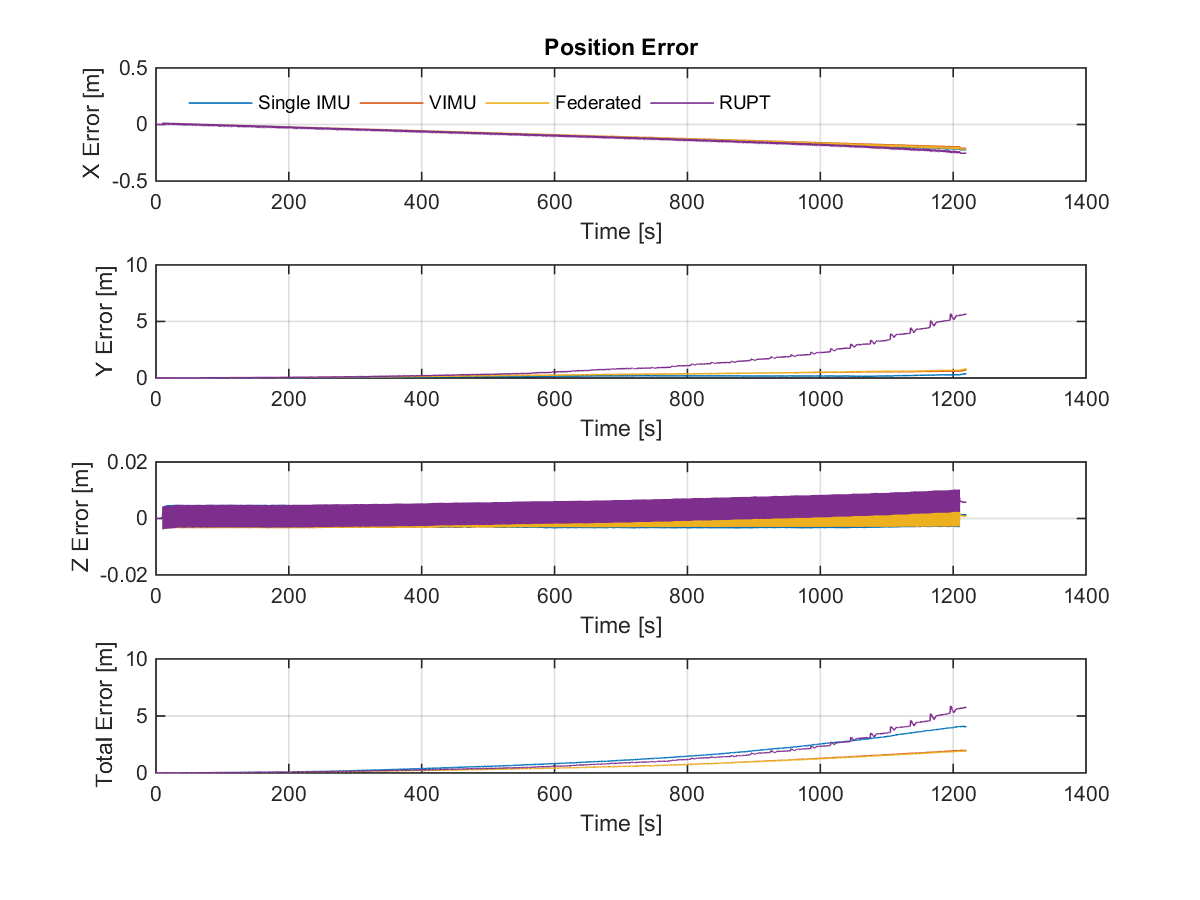 Position Error
X Error [m]
0.5
0
-0.5
Single IMU VIMU Federated RUPT
0 200 400 600 800 1000 1200 1400
Time [s]
Y Error [m]
10
5
0
0 200 400 600 800 1000 1200 1400
Time [s]
Z Error [m]
0.02
0
-0.02
0 200 400 600 800 1000 1200 1400
Time [s]
Total Error [m]
10
5
0
0 200 400 600 800 1000 1200 1400
Time [s]